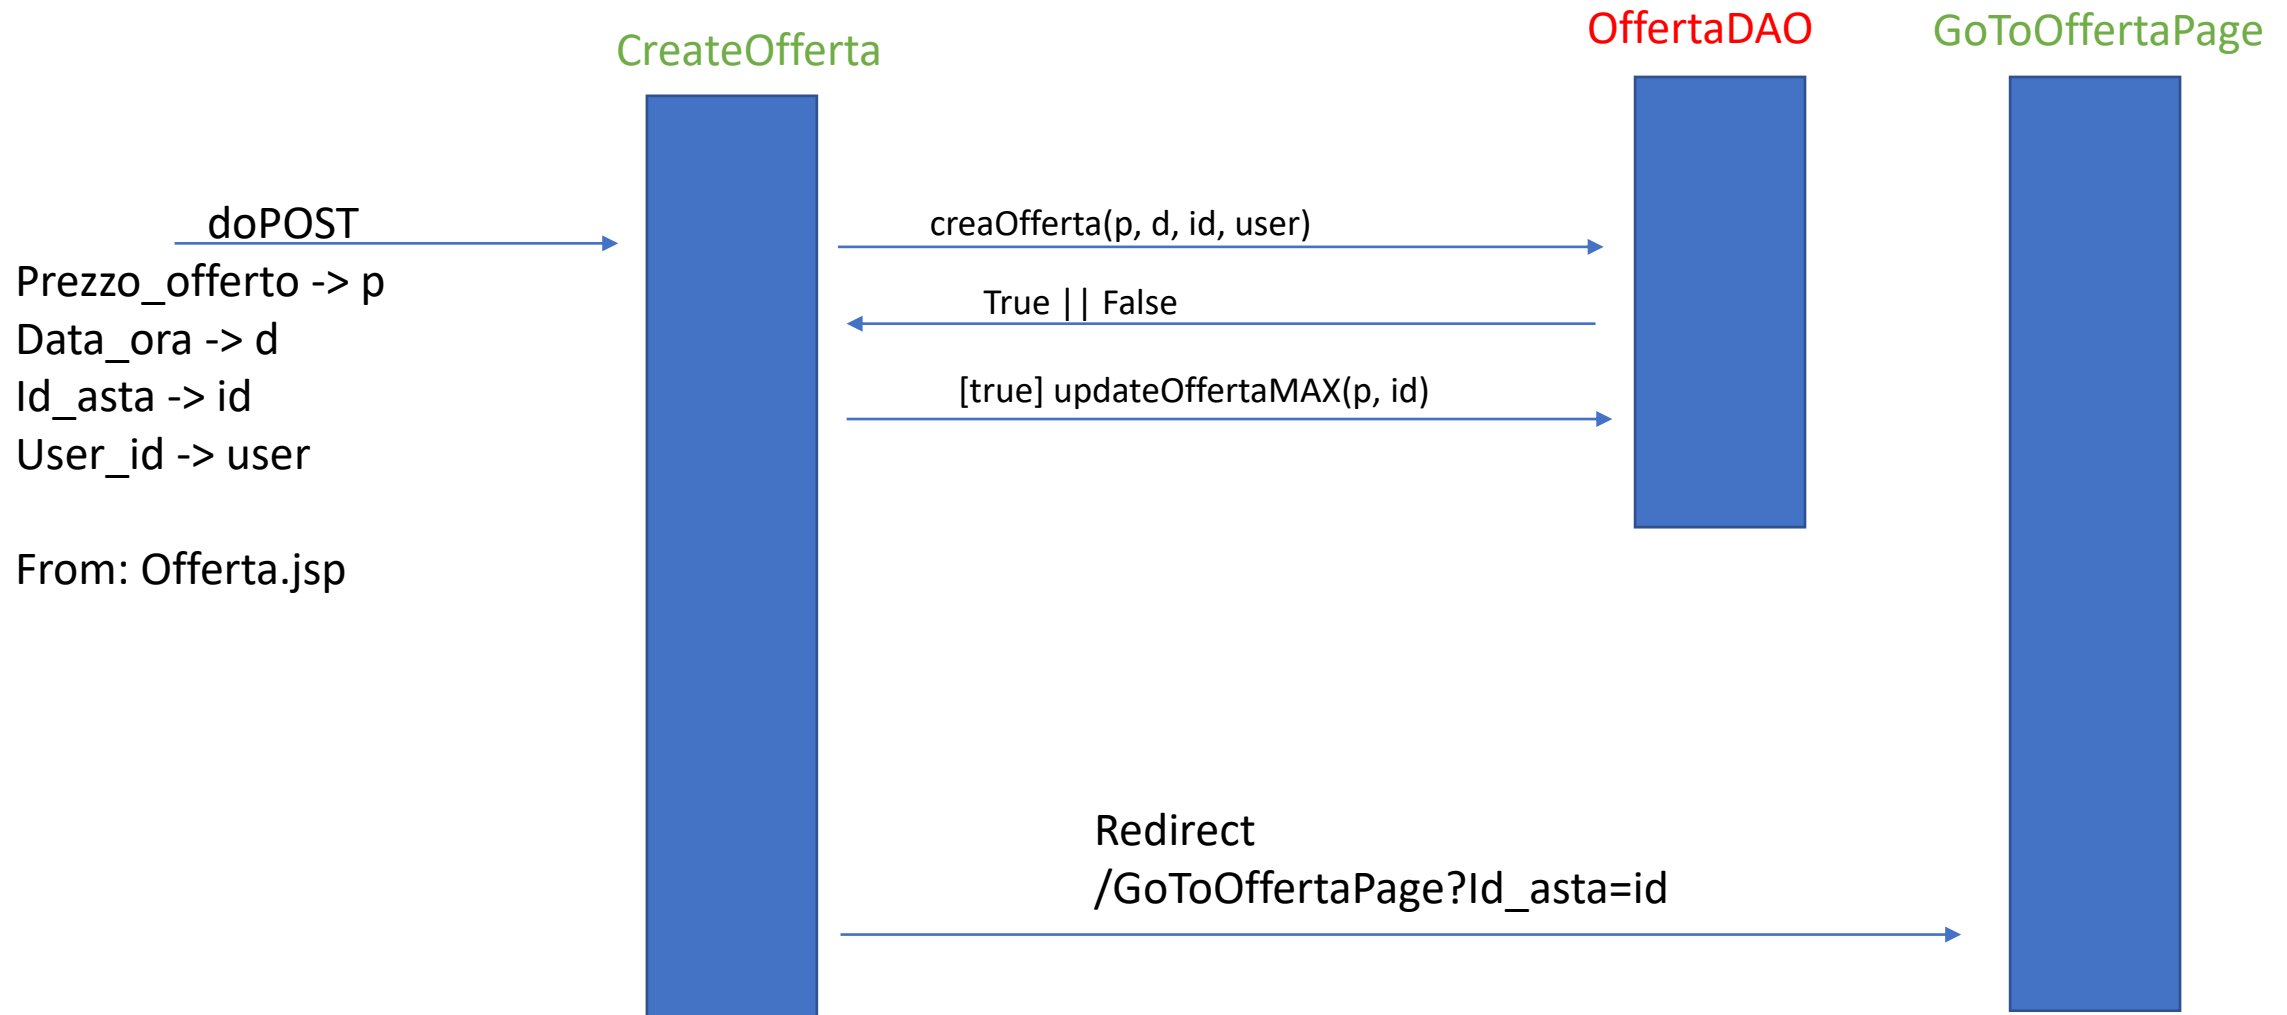 CreateOfferta
OffertaDAO
GoToOffertaPage
doPOST
Prezzo_offerto -> p
Data_ora -> d
Id_asta -> id
User_id -> user
From: Offerta.jsp
creaOfferta(p, d, id, user)
True || False
[true] updateOffertaMAX(p, id)
Redirect
/GoToOffertaPage?Id_asta=id